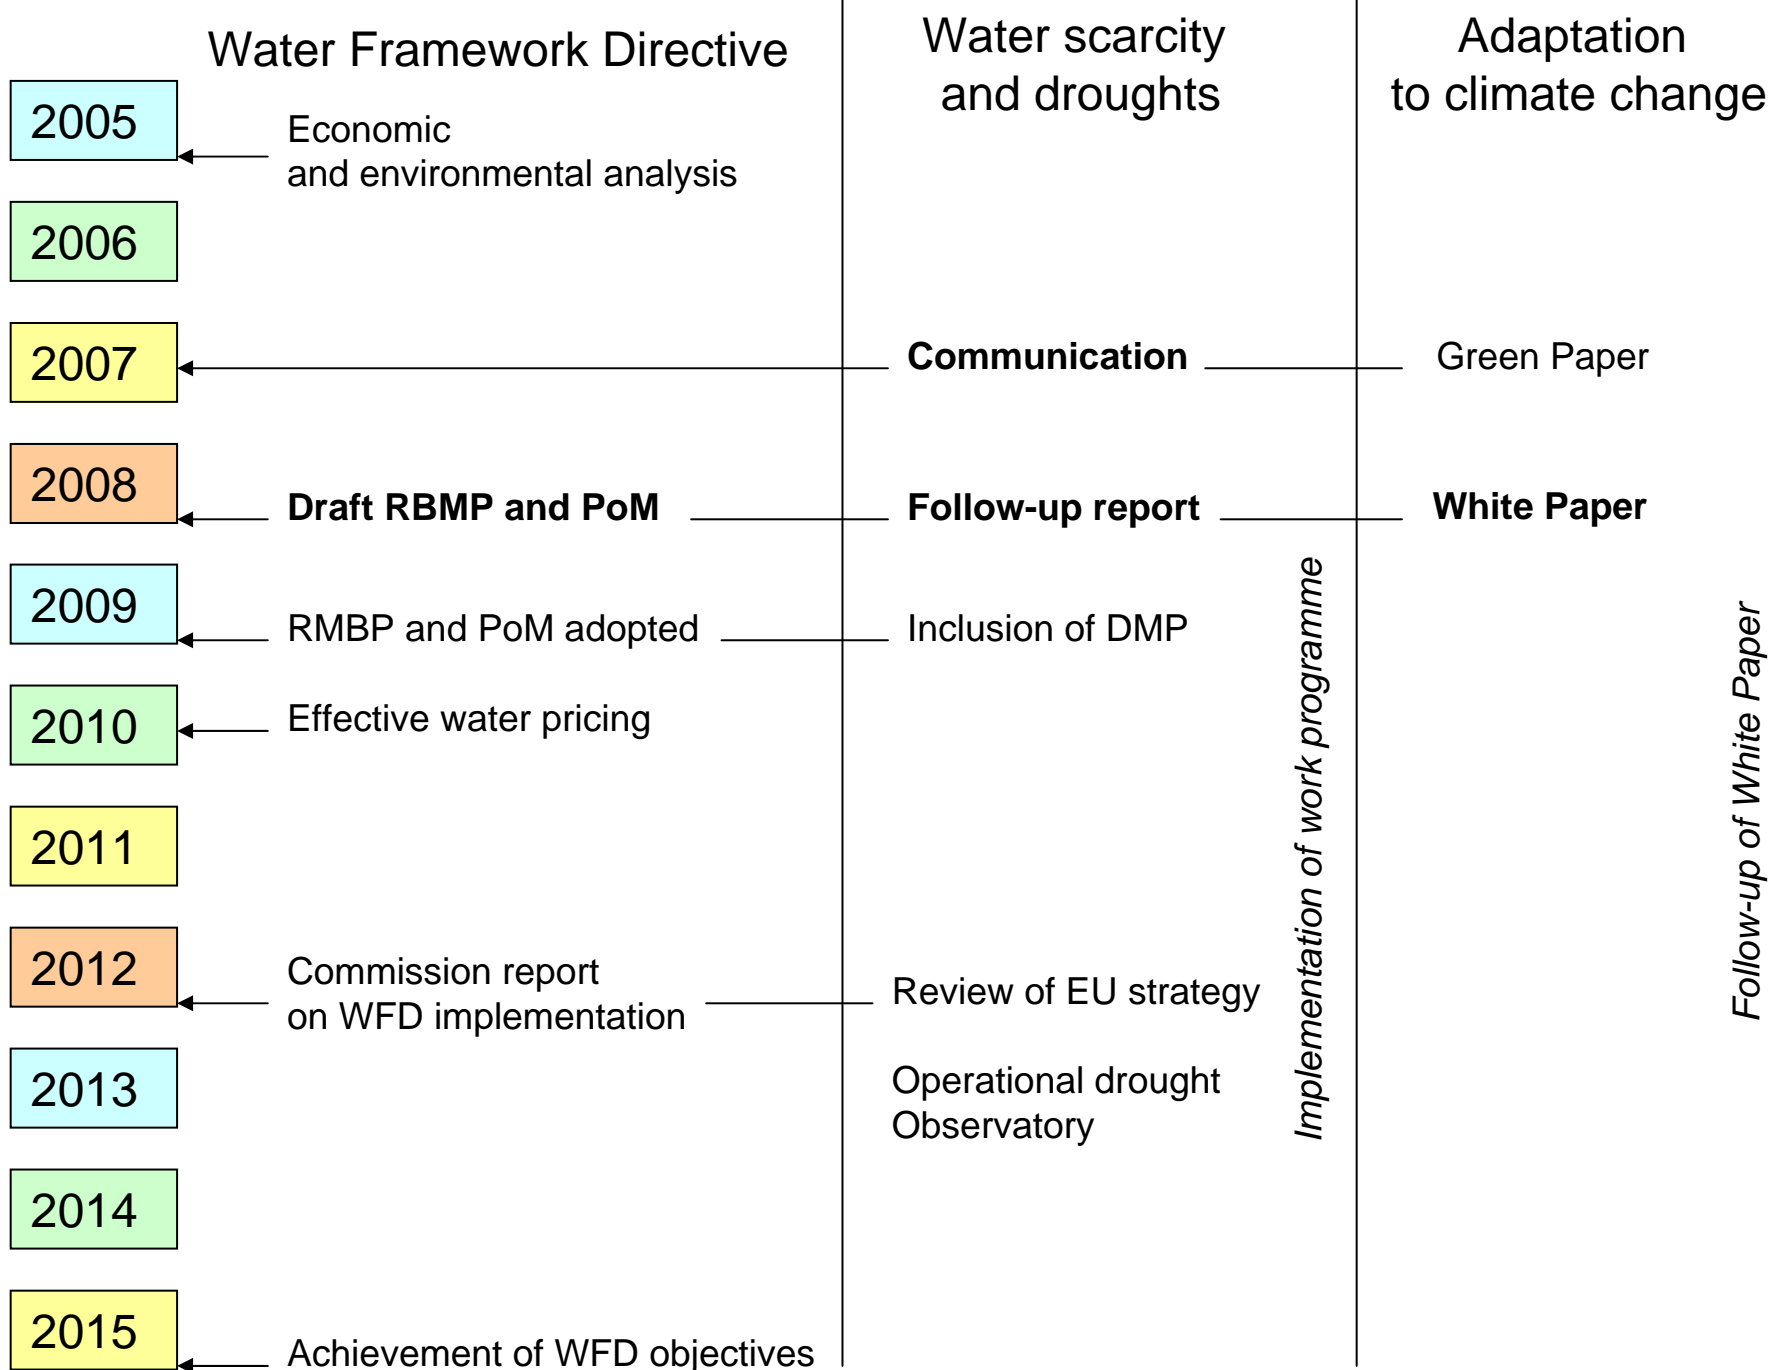 Water Framework Directive
Water scarcity
and droughts
Adaptation
to climate change
2005
Economic
and environmental analysis
2006
2007
Communication
Green Paper
2008
Draft RBMP and PoM
Follow-up report
White Paper
2009
RMBP and PoM adopted
Inclusion of DMP
2010
Effective water pricing
2011
2012
Commission report
on WFD implementation
Review of EU strategy
2013
Operational drought
Observatory
2014
2015
Achievement of WFD objectives
Implementation of work programme
Follow-up of White Paper